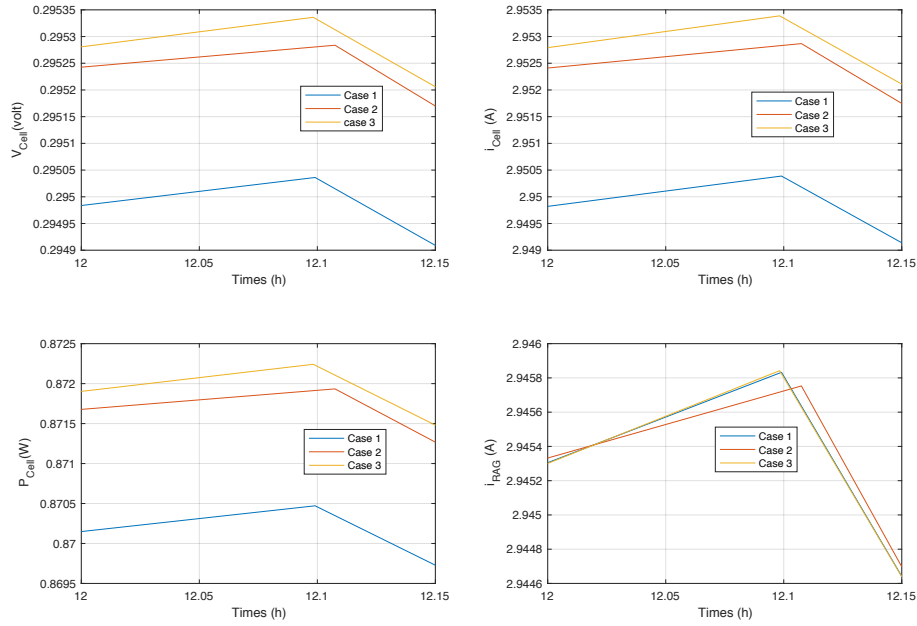 0.29535
0.2953
0.29525
0.2952
0.29515
0.2951
0.29505
0.295
0.29495
0.2949
V_Cell(volt)
Case 1
Case 2
case 3
12
12.05
12.1
12.15
Times (h)
2.9535
2.953
2.9525
2.952
2.9515
2.951
2.9505
2.95
2.9495
2.949
i_Cell (A)
Case 1
Case 2
Case 3
12
12.05
12.1
12.15
Times (h)
0.8725
0.872
0.8715
0.871
0.8705
0.87
0.8695
P_Cell(W)
Case 1
Case 2
Case 3
12
12.05
12.1
12.15
Times (h)
2.946
2.9458
2.9456
2.9454
2.9452
2.945
2.9448
2.9446
i_RAG (A)
Case 1
Case 2
Case 3
12
12.05
12.1
12.15
Times (h)